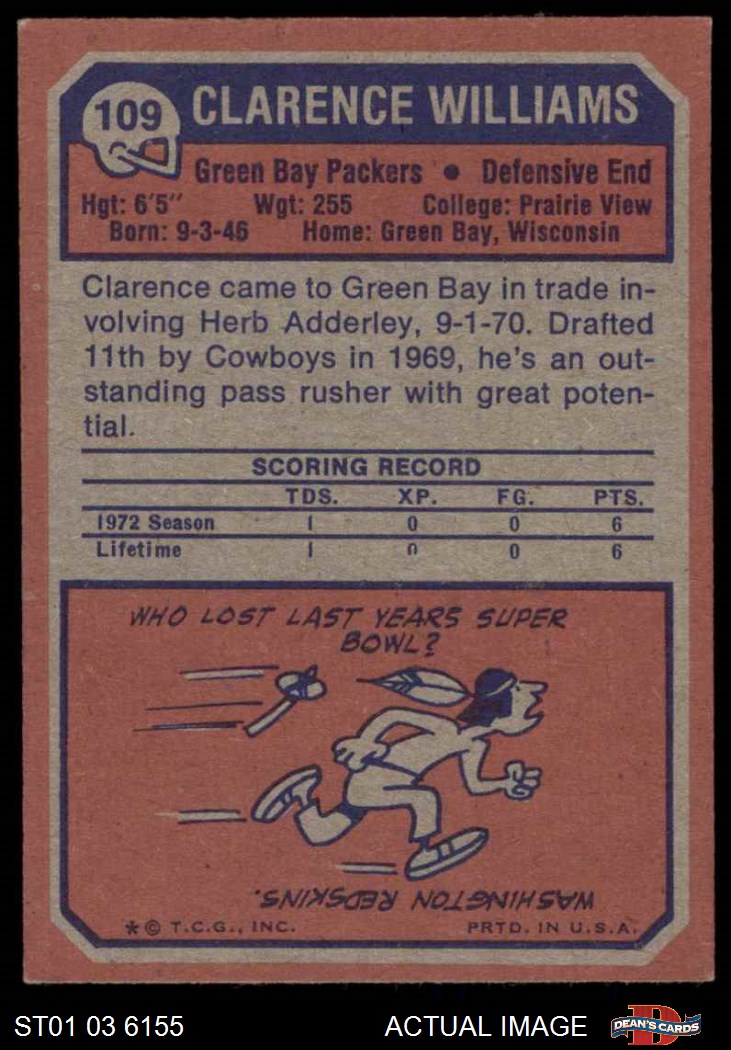 109
CLARENCE WILLIAMS
Green Bay Packers • Defensive End
Hgt: 6'5" Wgt: 255 College: Prairie View
Born: 9-3-46 Home: Green Bay, Wisconsin
Clarence came to Green Bay in trade in-
volving Herb Adderley, 9-1-70. Drafted
11th by Cowboys in 1969, he's an out-
standing pass rusher with great poten-
tial.
SCORING RECORD
TDS. XP. FG. PTS.
1972 Season 1 0 0 6
Lifetime 1 0 0 6
WHO LOST LAST YEARS SUPER
BOWL?
WASHINGTON REDSKINS.
*© T.C.G., INC. PRTD. IN U.S.A.
ST01 03 6155 ACTUAL IMAGE D DEAN'S CARDS